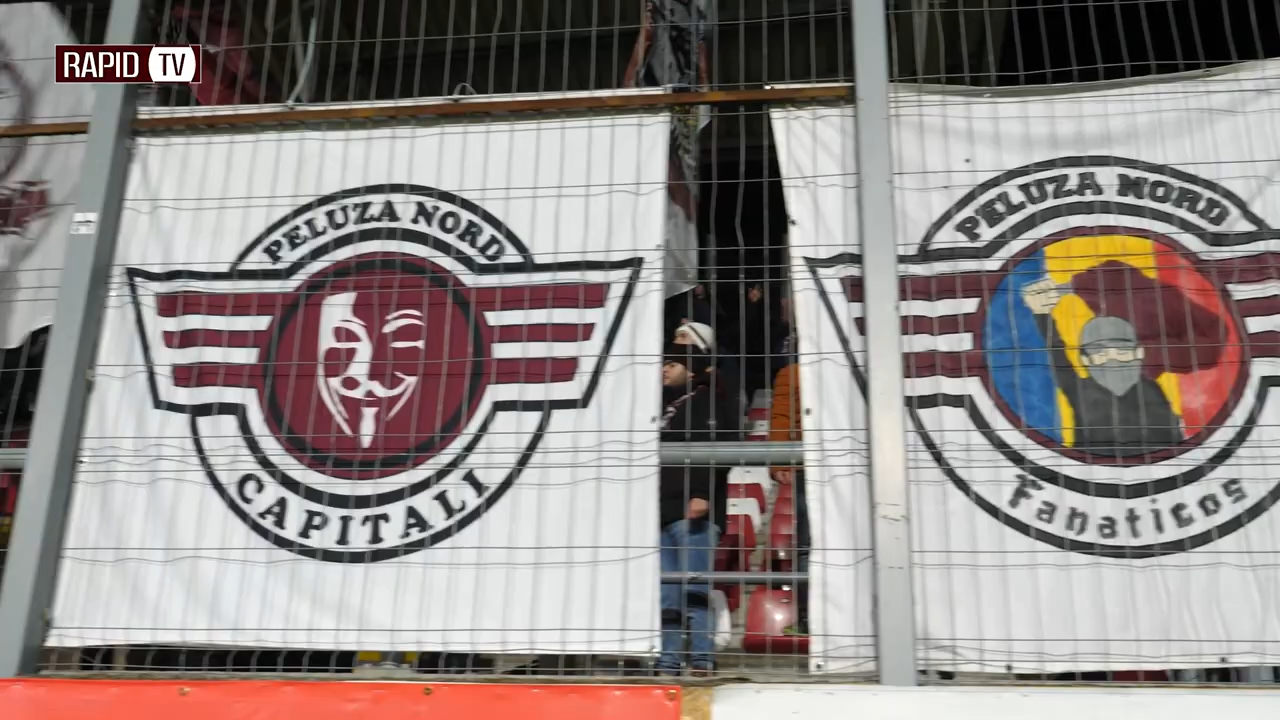 RAPID TV
PELUZA NORD
CAPITALI
PELUZA NORD
Fanaticos